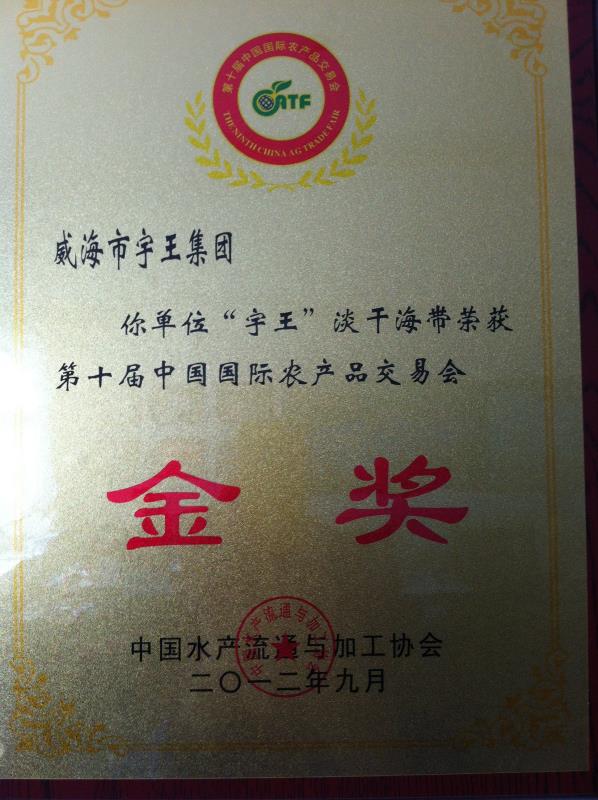 第十届中国国际农产品交易会
CATF
THE NINTH CHINA AG TRADE FAIR
威海市宇王集团
你单位“宇王”淡干海带荣获
第十届中国国际农产品交易会
金奖
中国水产流通与加工协会
二〇一二年九月